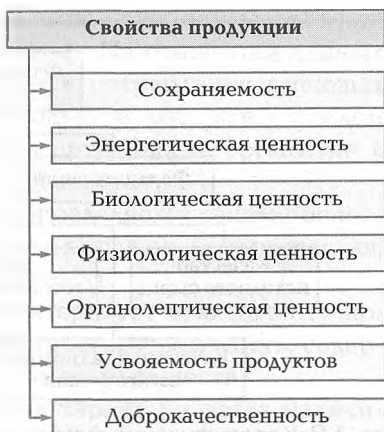 Свойства продукции
Сохраняемость
Энергетическая ценность
Биологическая ценность
Физиологическая ценность
Органолептическая ценность
Усвояемость продуктов
Доброкачественность